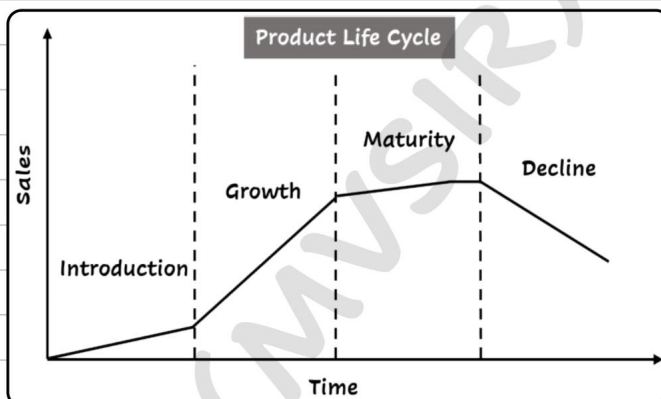 Product Life Cycle
Maturity
Decline
Growth
Sales
Introduction
Time
(MVSIR)